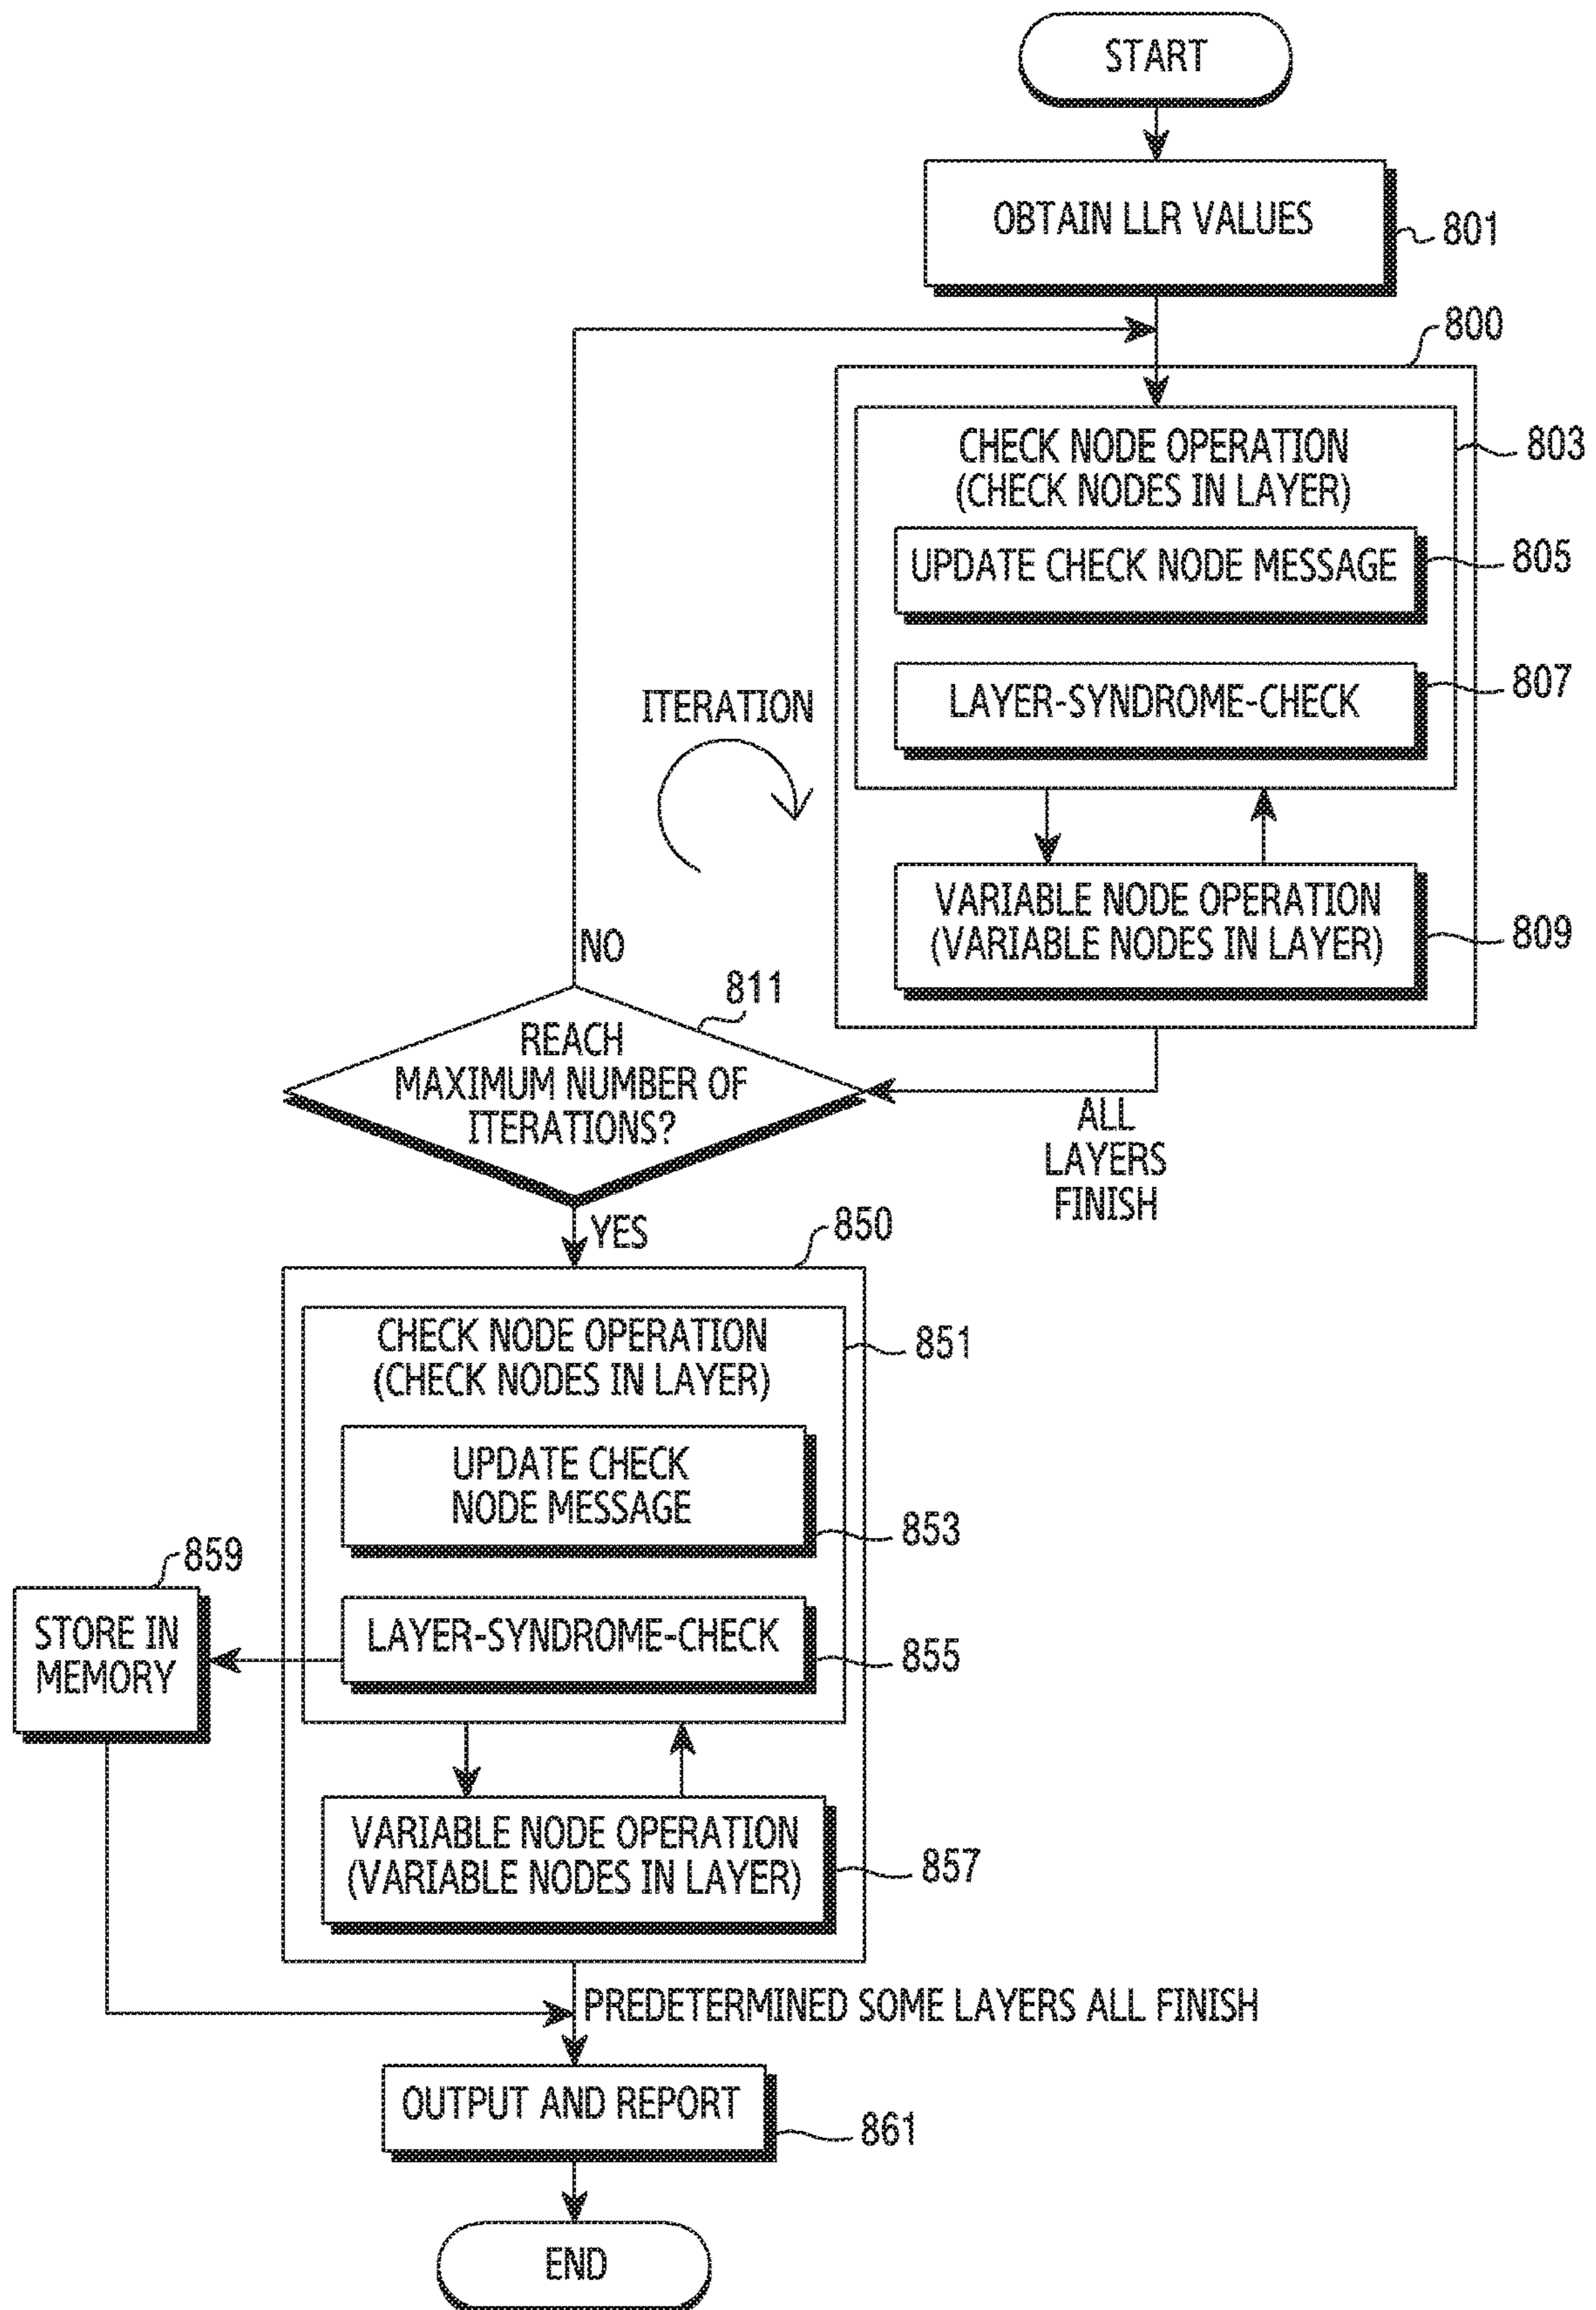 START
OBTAIN LLR VALUES
801
800
CHECK NODE OPERATION
(CHECK NODES IN LAYER)
803
UPDATE CHECK NODE MESSAGE
805
LAYER-SYNDROME-CHECK
807
ITERATION
VARIABLE NODE OPERATION
(VARIABLE NODES IN LAYER)
809
NO
811
REACH
MAXIMUM NUMBER OF
ITERATIONS?
ALL
LAYERS
FINISH
YES
850
CHECK NODE OPERATION
(CHECK NODES IN LAYER)
851
UPDATE CHECK
NODE MESSAGE
853
859
STORE IN
MEMORY
LAYER-SYNDROME-CHECK
855
VARIABLE NODE OPERATION
(VARIABLE NODES IN LAYER)
857
PREDETERMINED SOME LAYERS ALL FINISH
OUTPUT AND REPORT
861
END